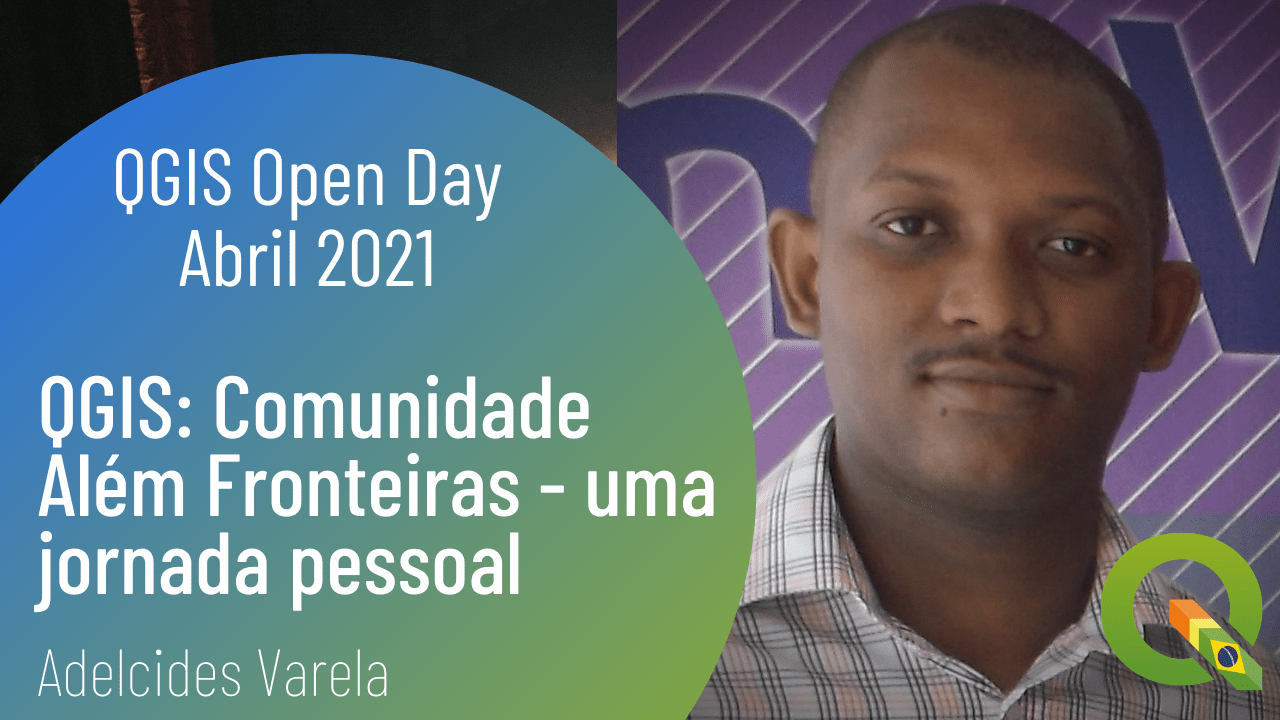 QGIS Open Day
Abril 2021
QGIS: Comunidade
Além Fronteiras - uma
jornada pessoal
Adelcides Varela